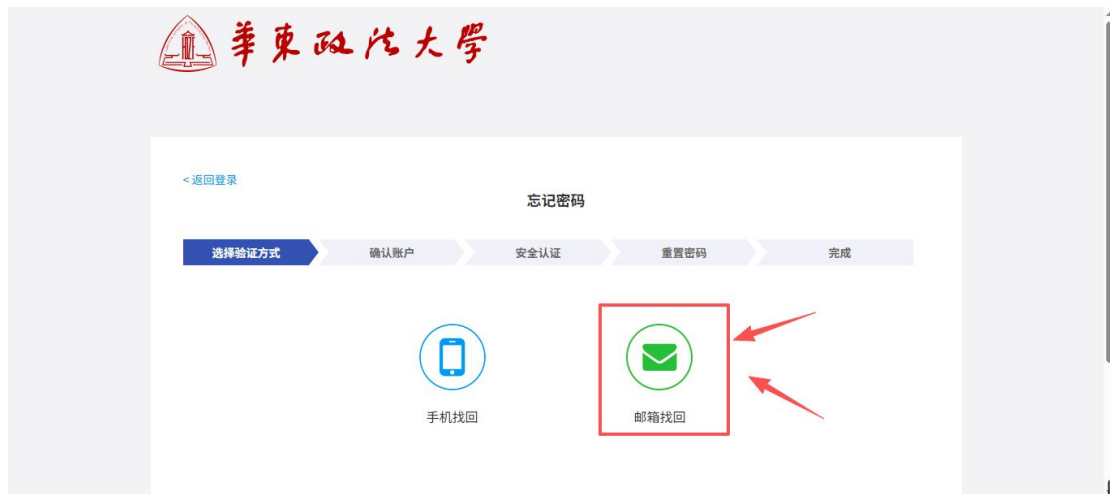 華東政法大學
<返回登录
忘记密码
选择验证方式 确认账户 安全认证 重置密码 完成
手机找回 邮箱找回